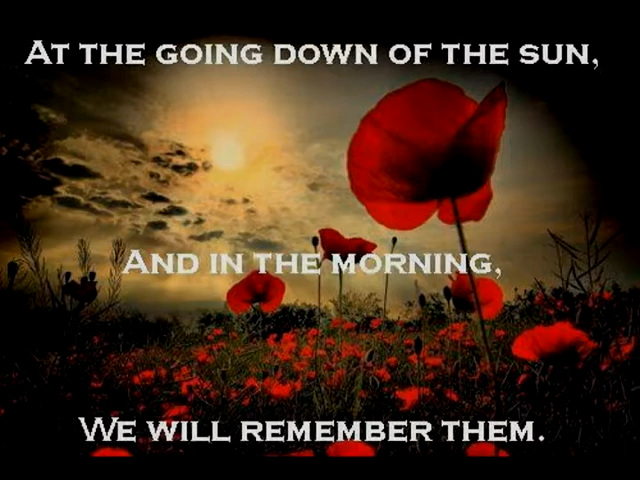 At the going down of the sun,
And in the morning,
We will remember them.